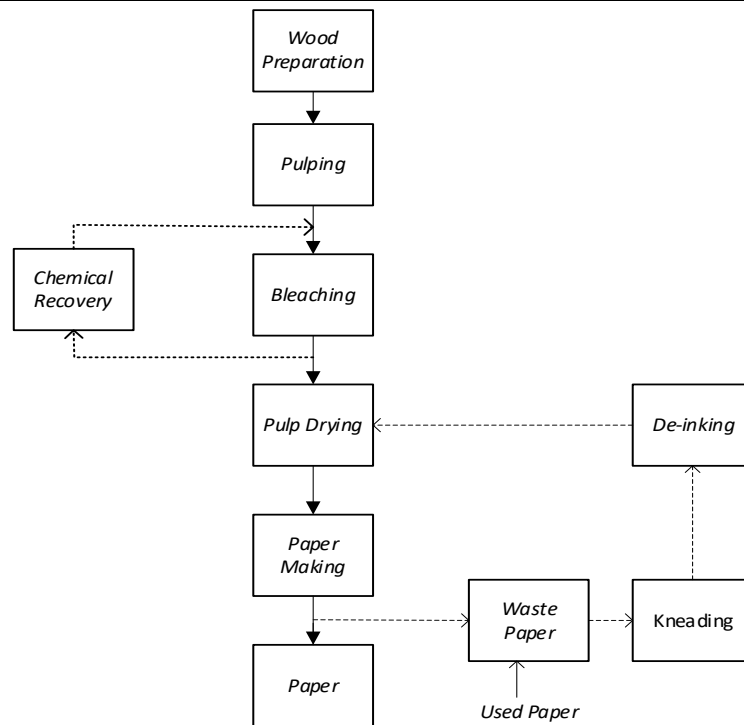 Wood
Preparation
Pulping
Chemical
Recovery
Bleaching
Pulp Drying
De-inking
Paper
Making
Waste
Paper
Kneading
Paper
Used Paper